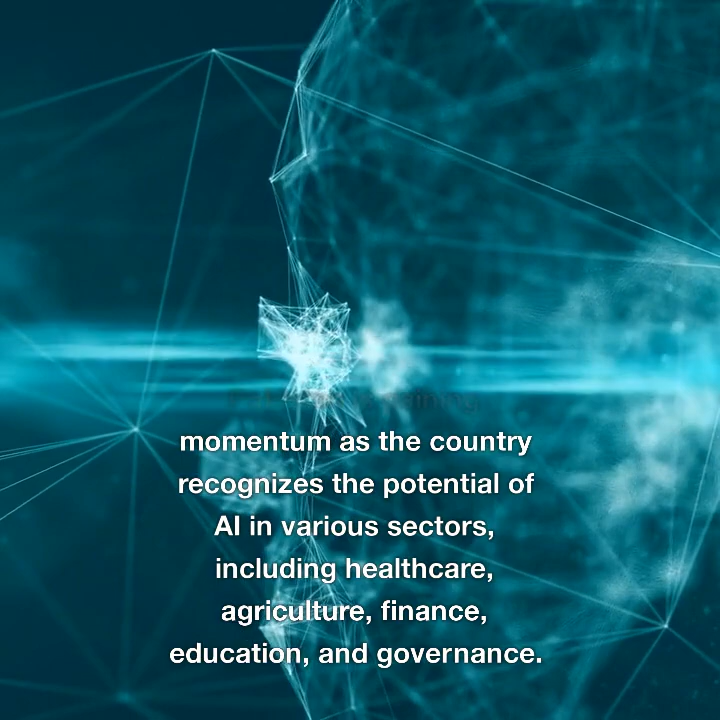 momentum as the country
recognizes the potential of
AI in various sectors,
including healthcare,
agriculture, finance,
education, and governance.